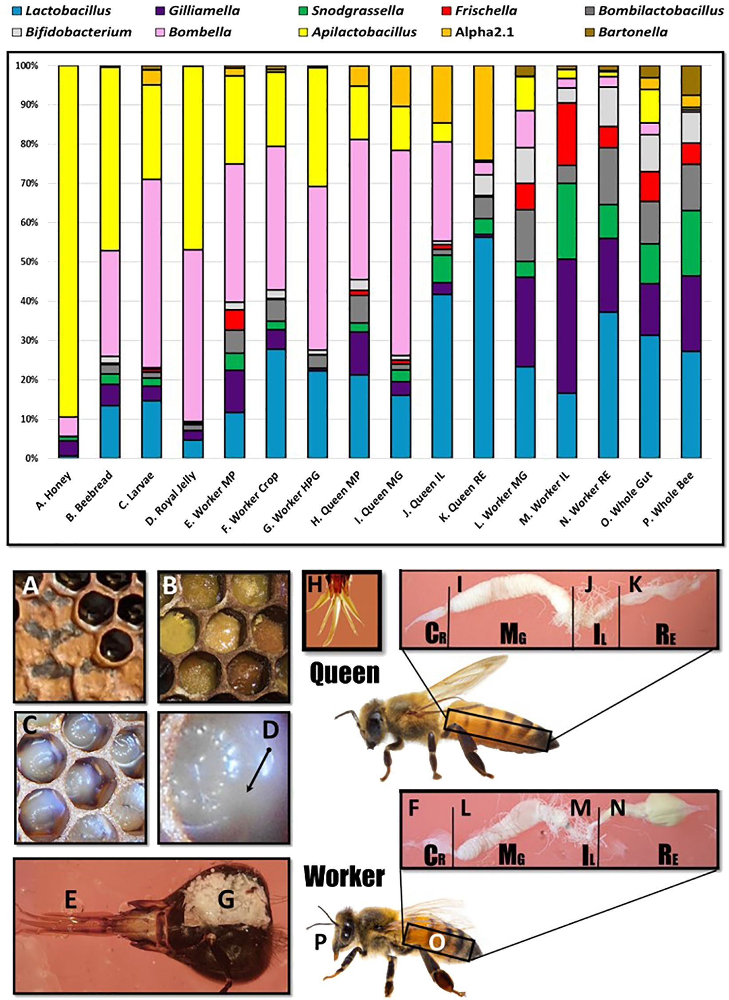 Lactobacillus Gilliamella Snodgrassella Frischella Bombilactobacillus
Bifidobacterium Bombella Apilactobacillus Alpha2.1 Bartonella
100%
90%
80%
70%
60%
50%
40%
30%
20%
10%
0%
A. Honey
B. Beebread
C. Larvae
D. Royal Jelly
E. Worker MP
F. Worker Crop
G. Worker HPG
H. Queen MP
I. Queen MG
J. Queen IL
K. Queen RE
L. Worker MG
M. Worker IL
N. Worker RE
O. Whole Gut
P. Whole Bee
A
B
H
I J K
CR MG IL RE
Queen
C
D
F L M N
CR MG IL RE
E G
Worker
P
O